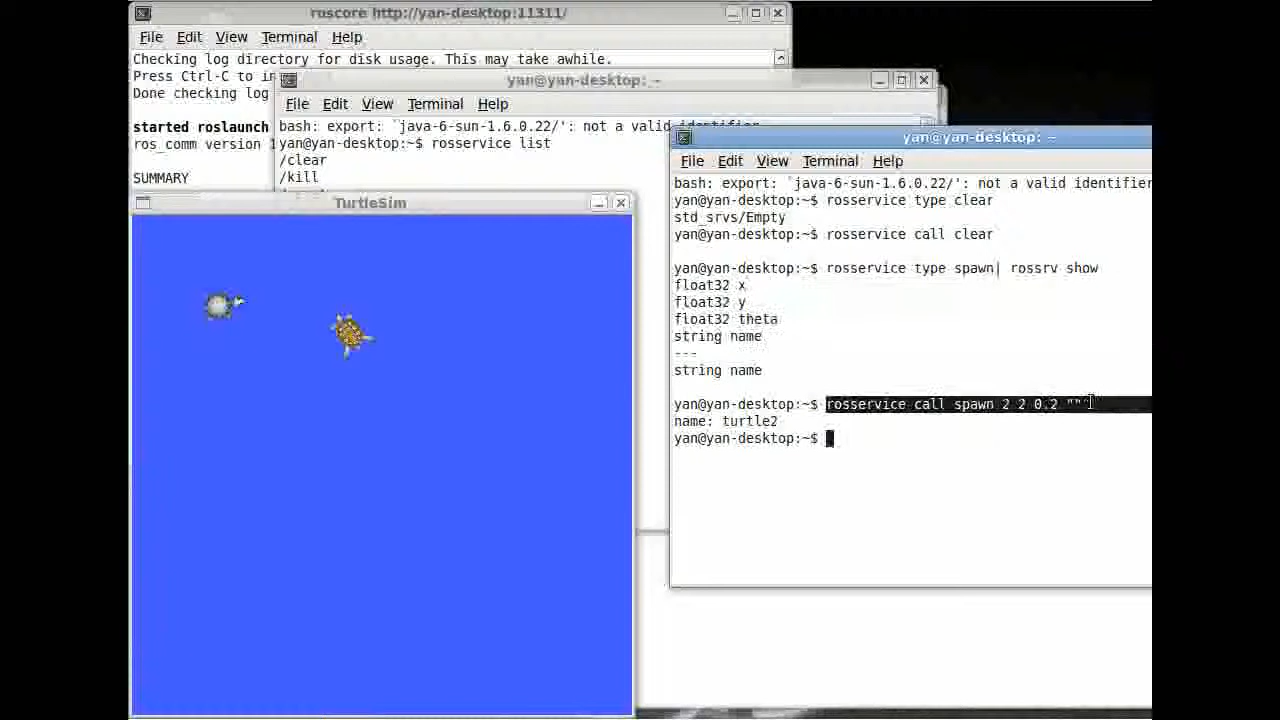 roscore http://yan-desktop:11311/
File Edit View Terminal Help
Checking log directory for disk usage. This may take awhile.
Press Ctrl-C to in
Done checking log
started roslaunch
ros_comm version 1
SUMMARY
yan@yan-desktop: ~
File Edit View Terminal Help
bash: export: `java-6-sun-1.6.0.22/': not a valid identifier
yan@yan-desktop:~$ rosservice list
/clear
/kill
TurtleSim
yan@yan-desktop: ~
File Edit View Terminal Help
bash: export: `java-6-sun-1.6.0.22/': not a valid identifier
yan@yan-desktop:~$ rosservice type clear
std_srvs/Empty
yan@yan-desktop:~$ rosservice call clear
yan@yan-desktop:~$ rosservice type spawn| rossrv show
float32 x
float32 y
float32 theta
string name
---
string name
yan@yan-desktop:~$ rosservice call spawn 2 2 0.2 ""
name: turtle2
yan@yan-desktop:~$